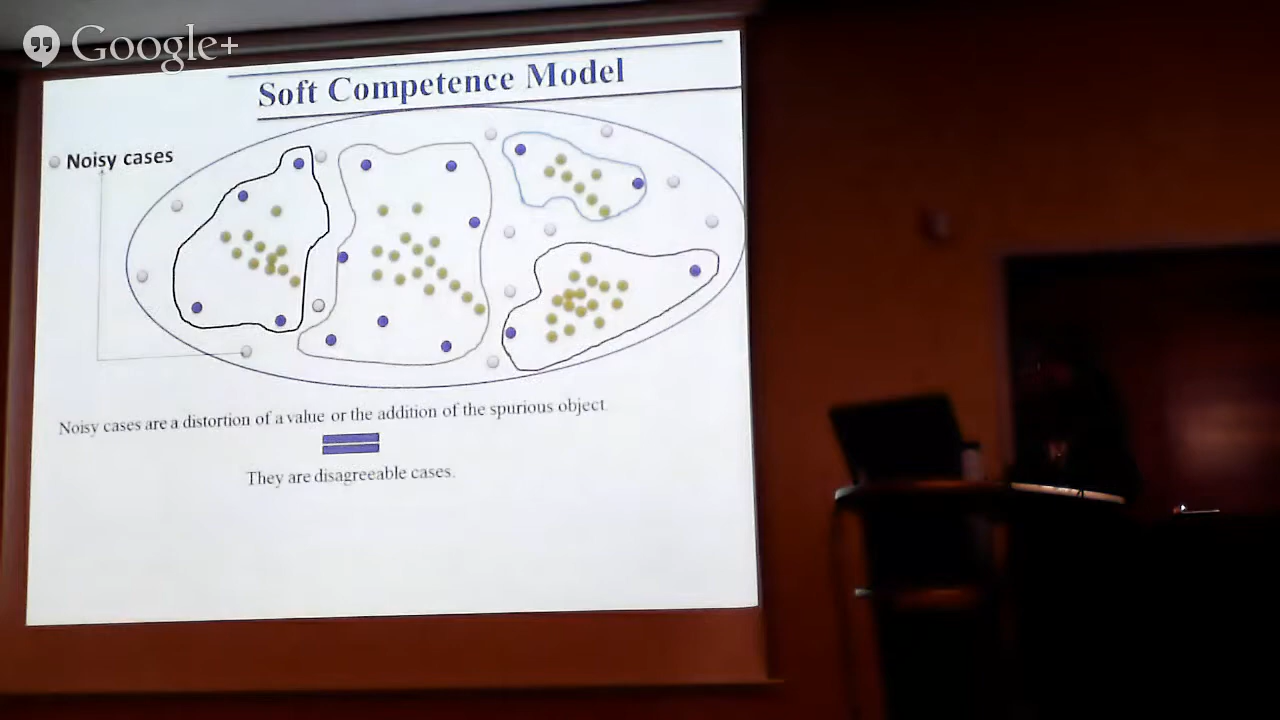 Google+
Soft Competence Model
Noisy cases
Noisy cases are a distortion of a value or the addition of the spurious object.
They are disagreeable cases.